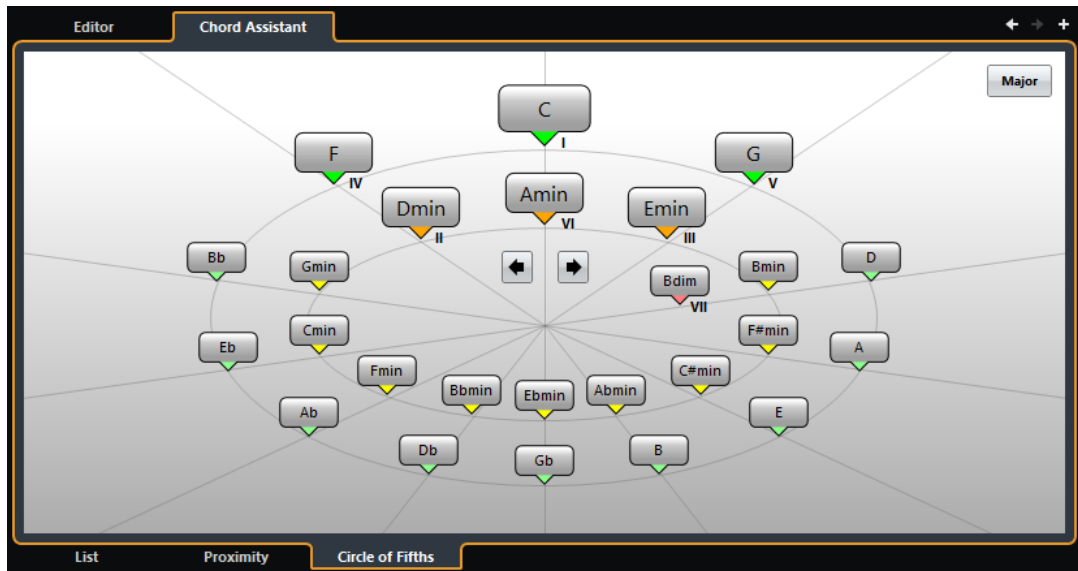 Editor
Chord Assistant
Major
C
I
F
IV
G
V
Dmin
II
Amin
VI
Emin
III
Bb
Gmin
Bdim
VII
Bmin
D
Eb
Cmin
F#min
A
Fmin
C#min
Bbmin
Ebmin
Abmin
Ab
E
Db
Gb
B
List
Proximity
Circle of Fifths